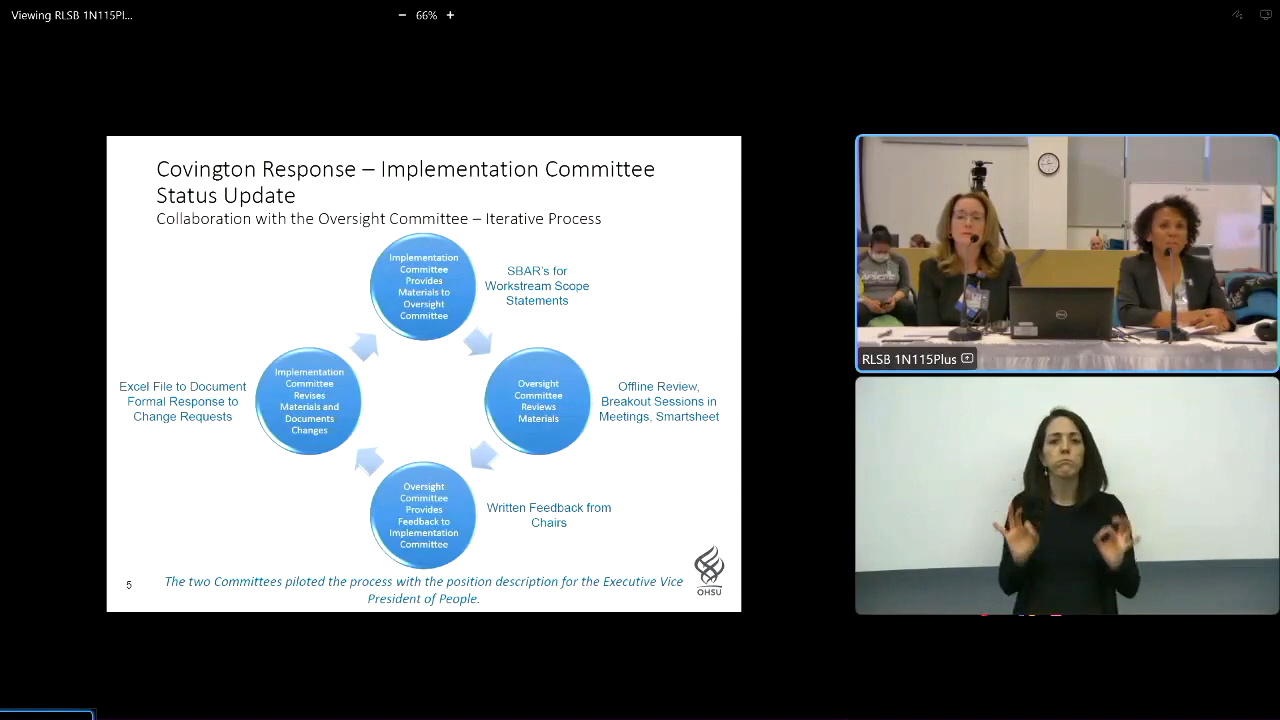 Viewing RLSB 1N115Pl...
− 66% +
Covington Response – Implementation Committee
Status Update
Collaboration with the Oversight Committee – Iterative Process
Implementation
Committee
Provides
Materials to
Oversight
Committee
SBAR's for
Workstream Scope
Statements
Oversight
Committee
Reviews
Materials
Offline Review,
Breakout Sessions in
Meetings, Smartsheet
Oversight
Committee
Provides
Feedback to
Implementation
Committee
Written Feedback from
Chairs
Implementation
Committee
Revises
Materials and
Documents
Changes
Excel File to Document
Formal Response to
Change Requests
The two Committees piloted the process with the position description for the Executive Vice
President of People.
5
OHSU
RLSB 1N115Plus